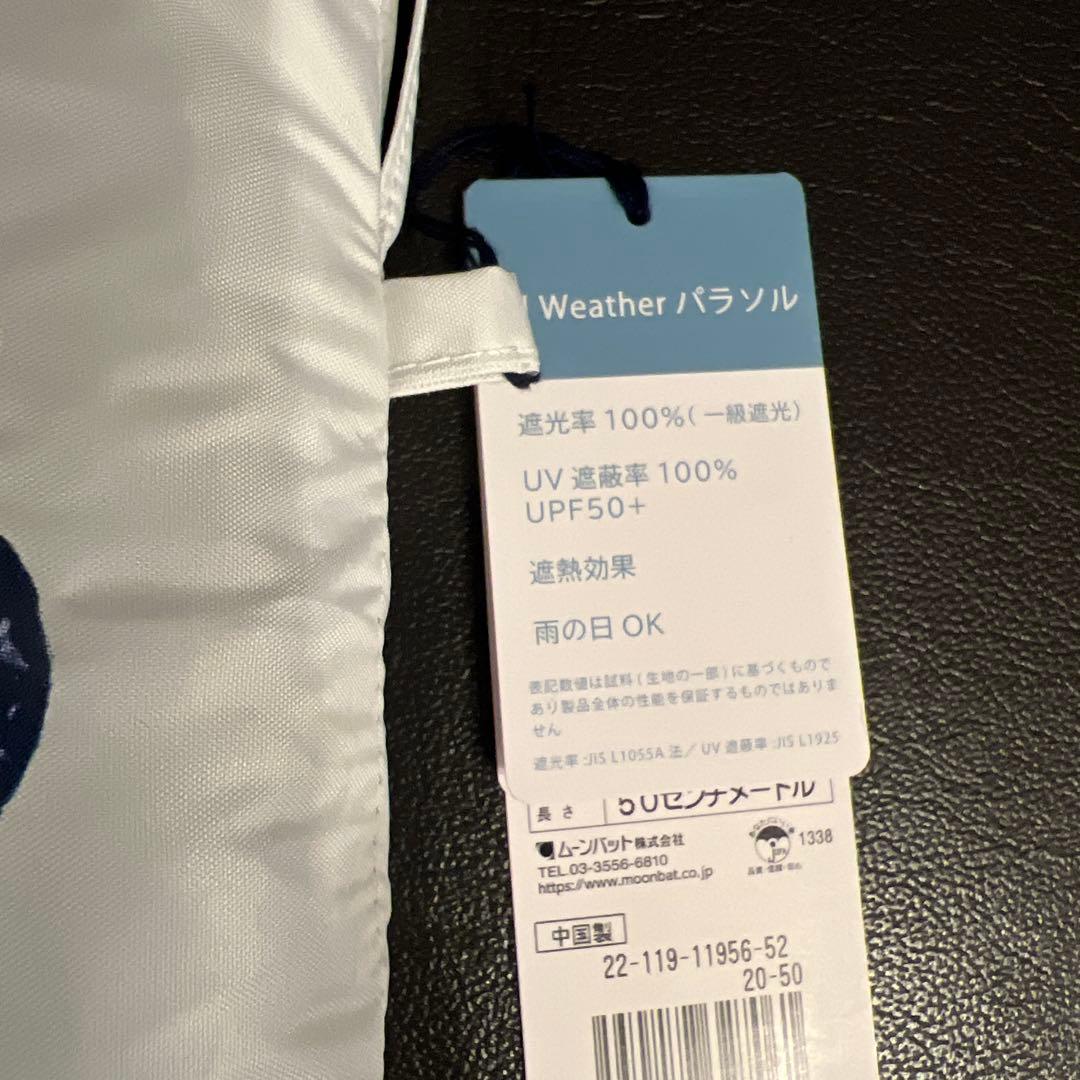 l Weather パラソル
遮光率 100%(一級遮光)
UV 遮蔽率 100%
UPF50+
遮熱効果
雨の日 OK
表記数値は試料(生地の一部)に基づくもので
あり製品全体の性能を保証するものではありま
せん
遮光率:JIS L1055A 法/UV 遮蔽率:JIS L1925
長さ 50センチメートル
ムーンバット株式会社
TEL.03-3556-6810
https://www.moonbat.co.jp
1338
中国製
22-119-11956-52
20-50